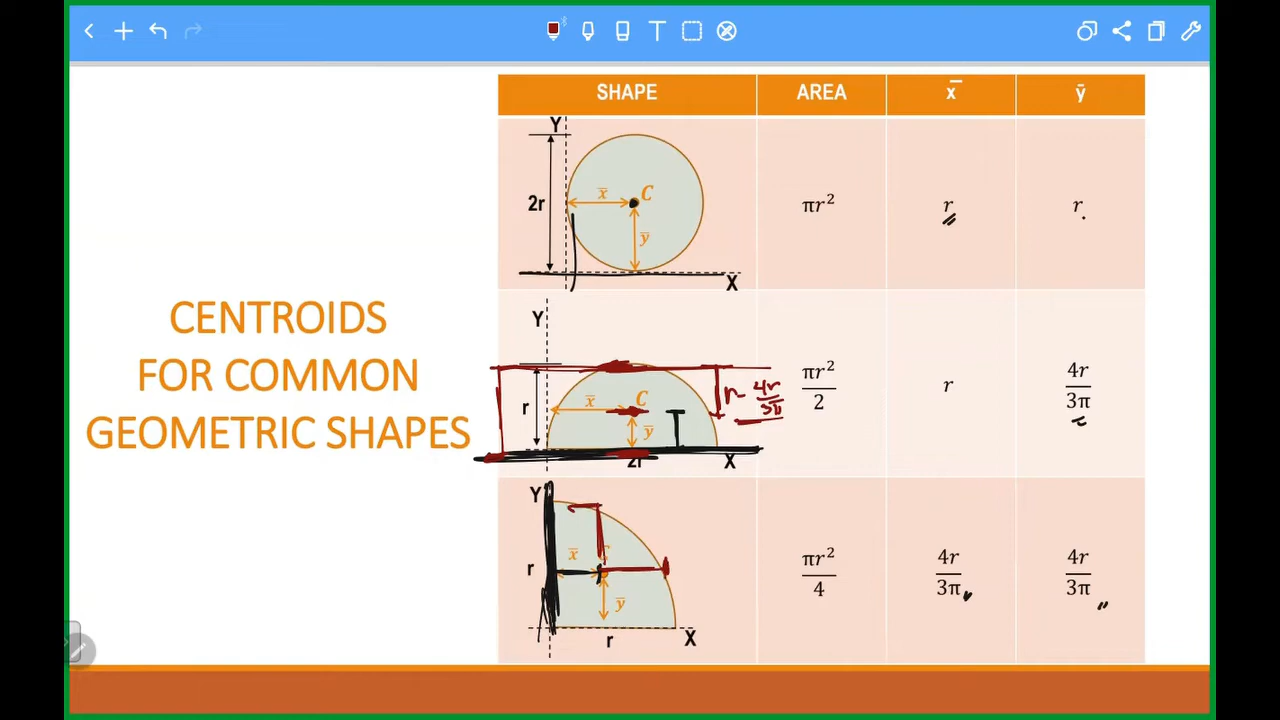 SHAPE AREA x̄ ȳ
Y
2r x̄ C ȳ X πr² r r
CENTROIDS
FOR COMMON
GEOMETRIC SHAPES
Y
r x̄ C ȳ 2r X r - 4r/3π πr²/2 r 4r/3π
Y
r x̄ C ȳ r X πr²/4 4r/3π 4r/3π